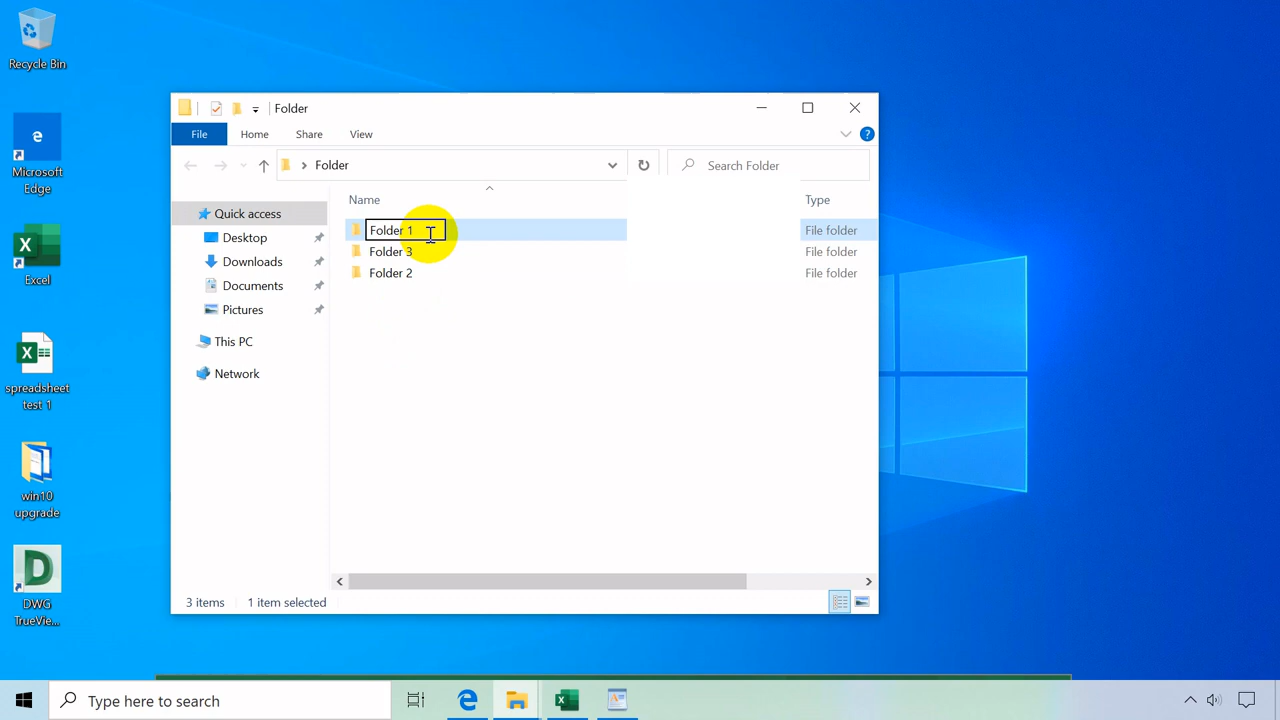 Recycle Bin
Microsoft
Edge
Excel
spreadsheet
test 1
win10
upgrade
DWG
TrueVie...
Folder
File
Home
Share
View
Folder
Search Folder
Name
Type
Quick access
Desktop
Downloads
Documents
Pictures
This PC
Network
Folder 1
File folder
Folder 3
File folder
Folder 2
File folder
3 items
1 item selected
Type here to search